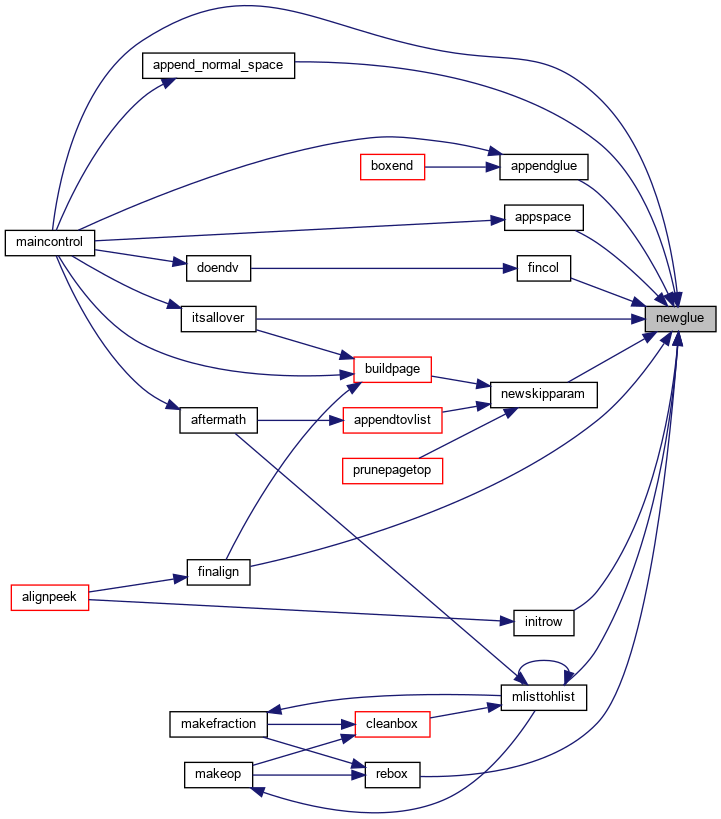 append_normal_space
boxend
appendglue
appspace
maincontrol
doendv
fincol
itsallover
newglue
buildpage
newskipparam
aftermath
appendtovlist
prunepagetop
finalign
alignpeek
initrow
mlisttohlist
makefraction
cleanbox
makeop
rebox